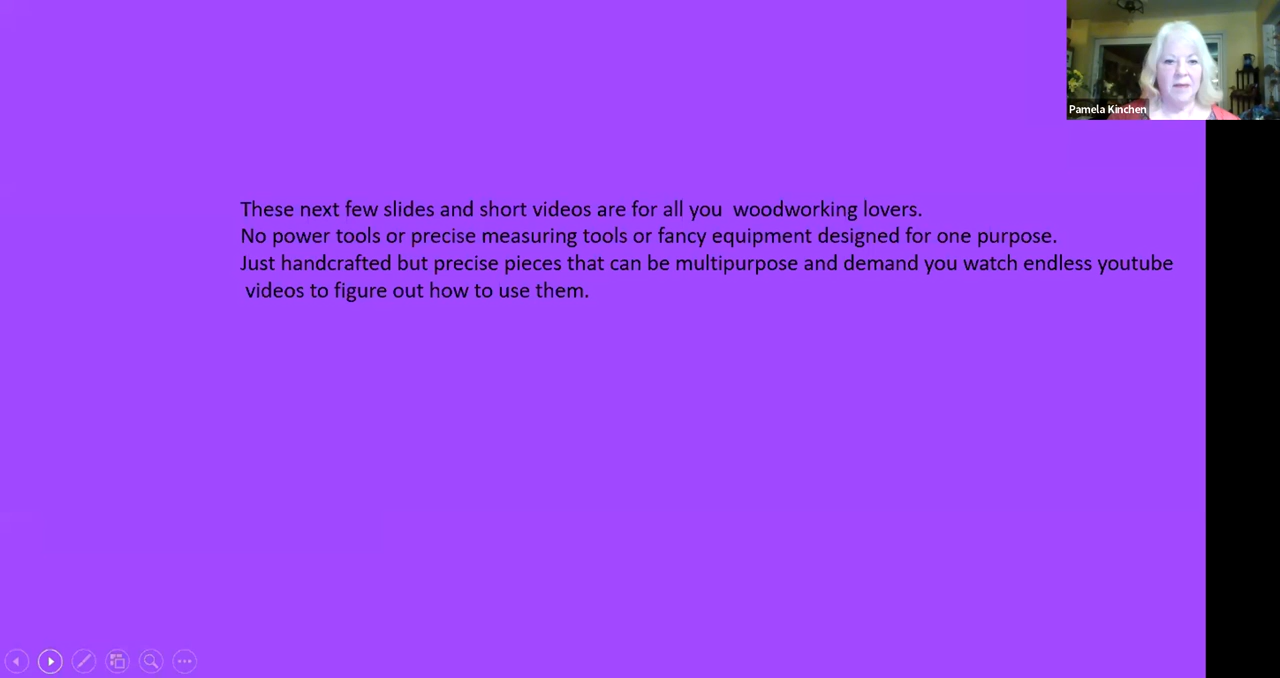 Pamela Kinchen
These next few slides and short videos are for all you  woodworking lovers.
No power tools or precise measuring tools or fancy equipment designed for one purpose.
Just handcrafted but precise pieces that can be multipurpose and demand you watch endless youtube
videos to figure out how to use them.